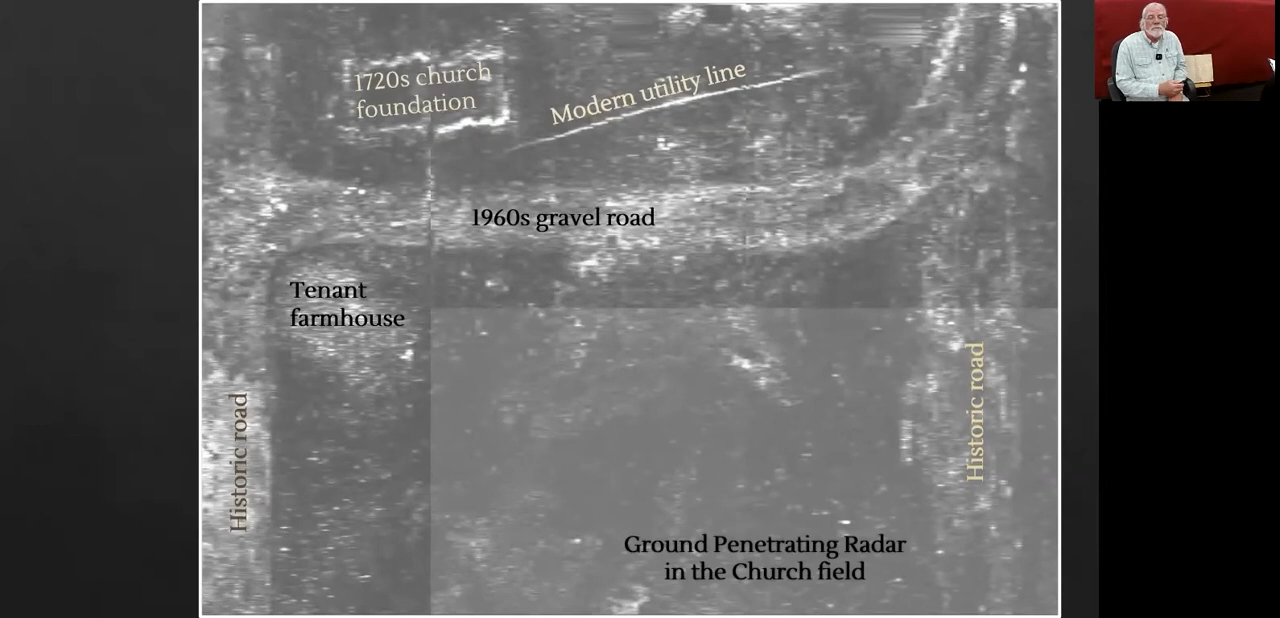 1720s church
foundation
Modern utility line
1960s gravel road
Tenant
farmhouse
Historic road
Historic road
Ground Penetrating Radar
in the Church field